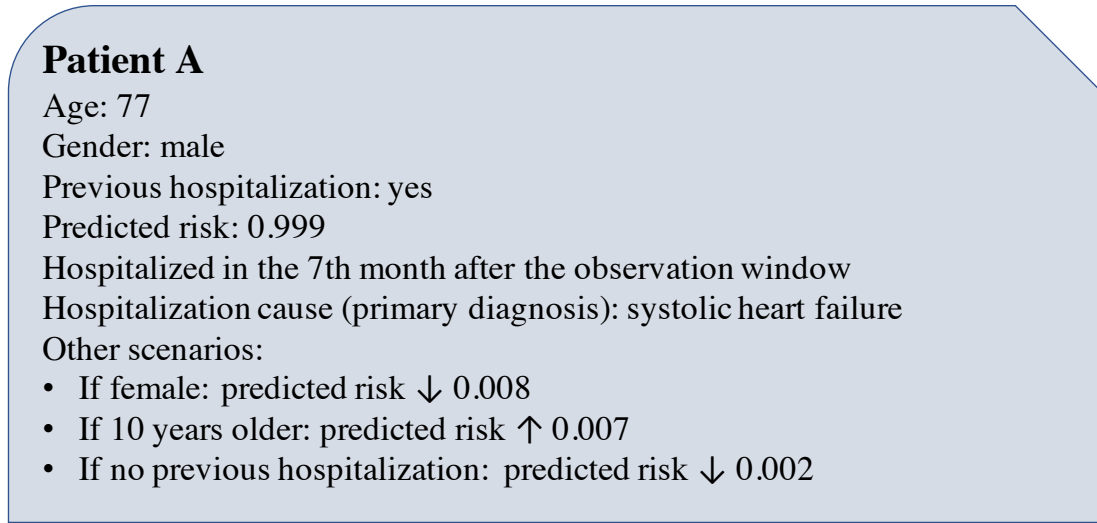 Patient A
Age: 77
Gender: male
Previous hospitalization: yes
Predicted risk: 0.999
Hospitalized in the 7th month after the observation window
Hospitalization cause (primary diagnosis): systolic heart failure
Other scenarios:
• If female: predicted risk ↓ 0.008
• If 10 years older: predicted risk ↑ 0.007
• If no previous hospitalization: predicted risk ↓ 0.002